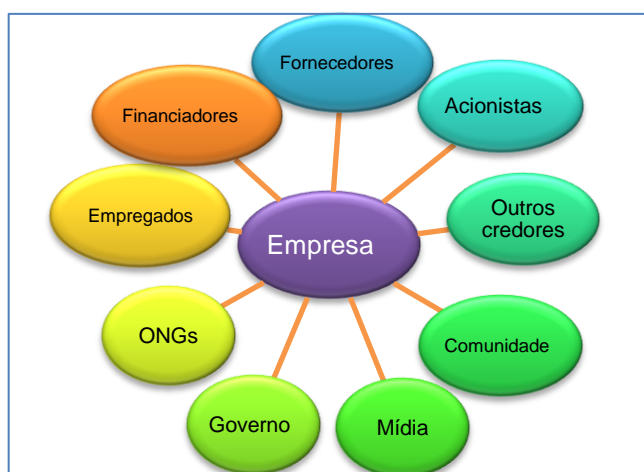 Fornecedores
Financiadores
Acionistas
Empregados
Empresa
Outros
credores
ONGs
Comunidade
Governo
Mídia